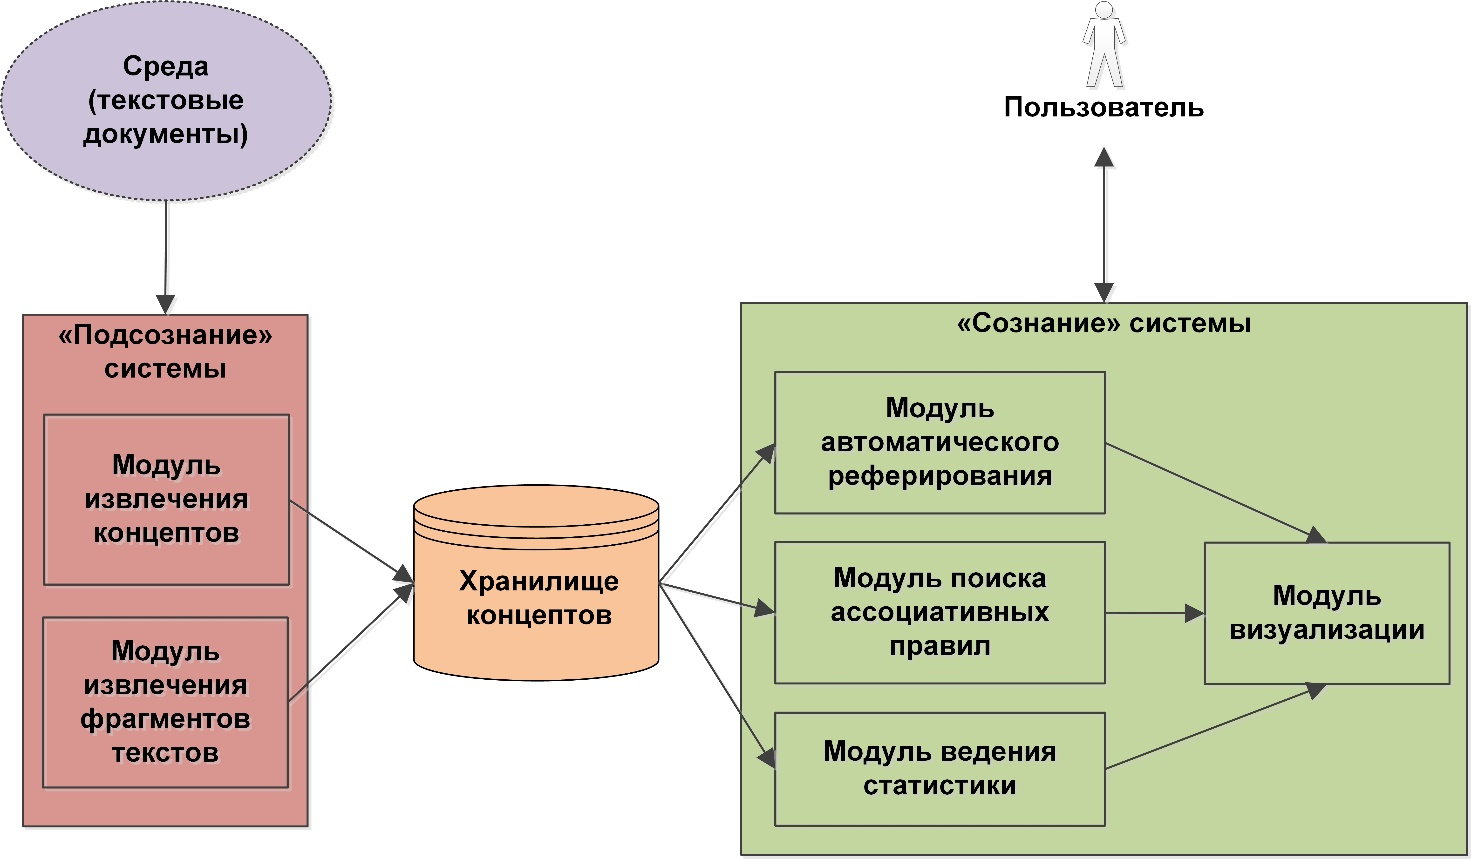 Среда
(текстовые
документы)
Пользователь
«Подсознание»
системы
Модуль
извлечения
концептов
Модуль
извлечения
фрагментов
текстов
Хранилище
концептов
«Сознание» системы
Модуль
автоматического
реферирования
Модуль поиска
ассоциативных
правил
Модуль ведения
статистики
Модуль
визуализации